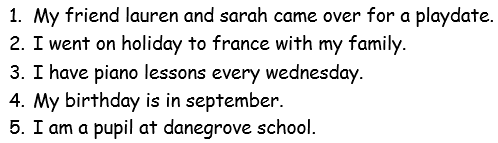 1. My friend lauren and sarah came over for a playdate.
2. I went on holiday to france with my family.
3. I have piano lessons every wednesday.
4. My birthday is in september.
5. I am a pupil at danegrove school.